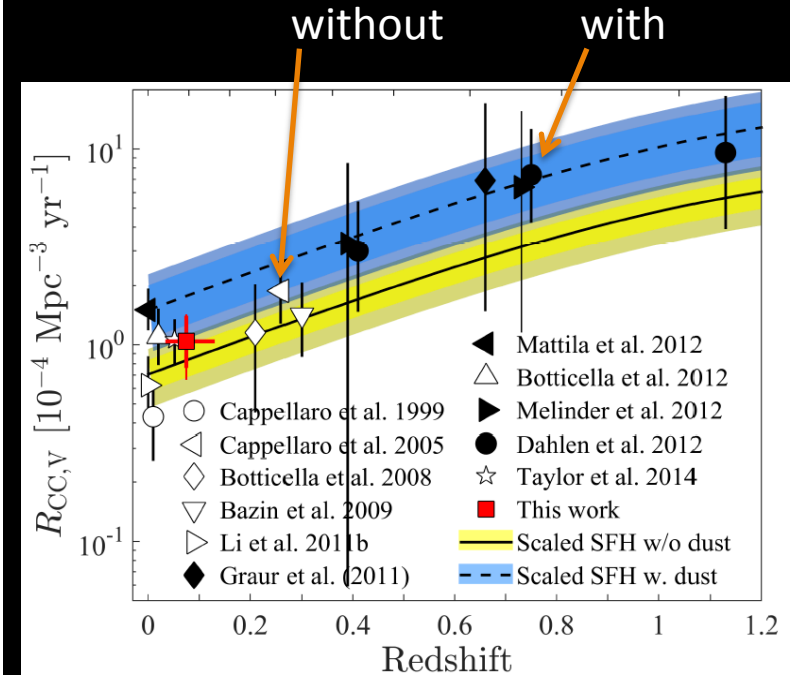 without with
10¹
10⁰
10⁻¹
R_CC,V [10⁻⁴ Mpc⁻³ yr⁻¹]
Mattila et al. 2012
Botticella et al. 2012
Cappellaro et al. 1999
Melinder et al. 2012
Cappellaro et al. 2005
Dahlen et al. 2012
Botticella et al. 2008
Taylor et al. 2014
Bazin et al. 2009
This work
Li et al. 2011b
Scaled SFH w/o dust
Graur et al. (2011)
Scaled SFH w. dust
0 0.2 0.4 0.6 0.8 1 1.2
Redshift